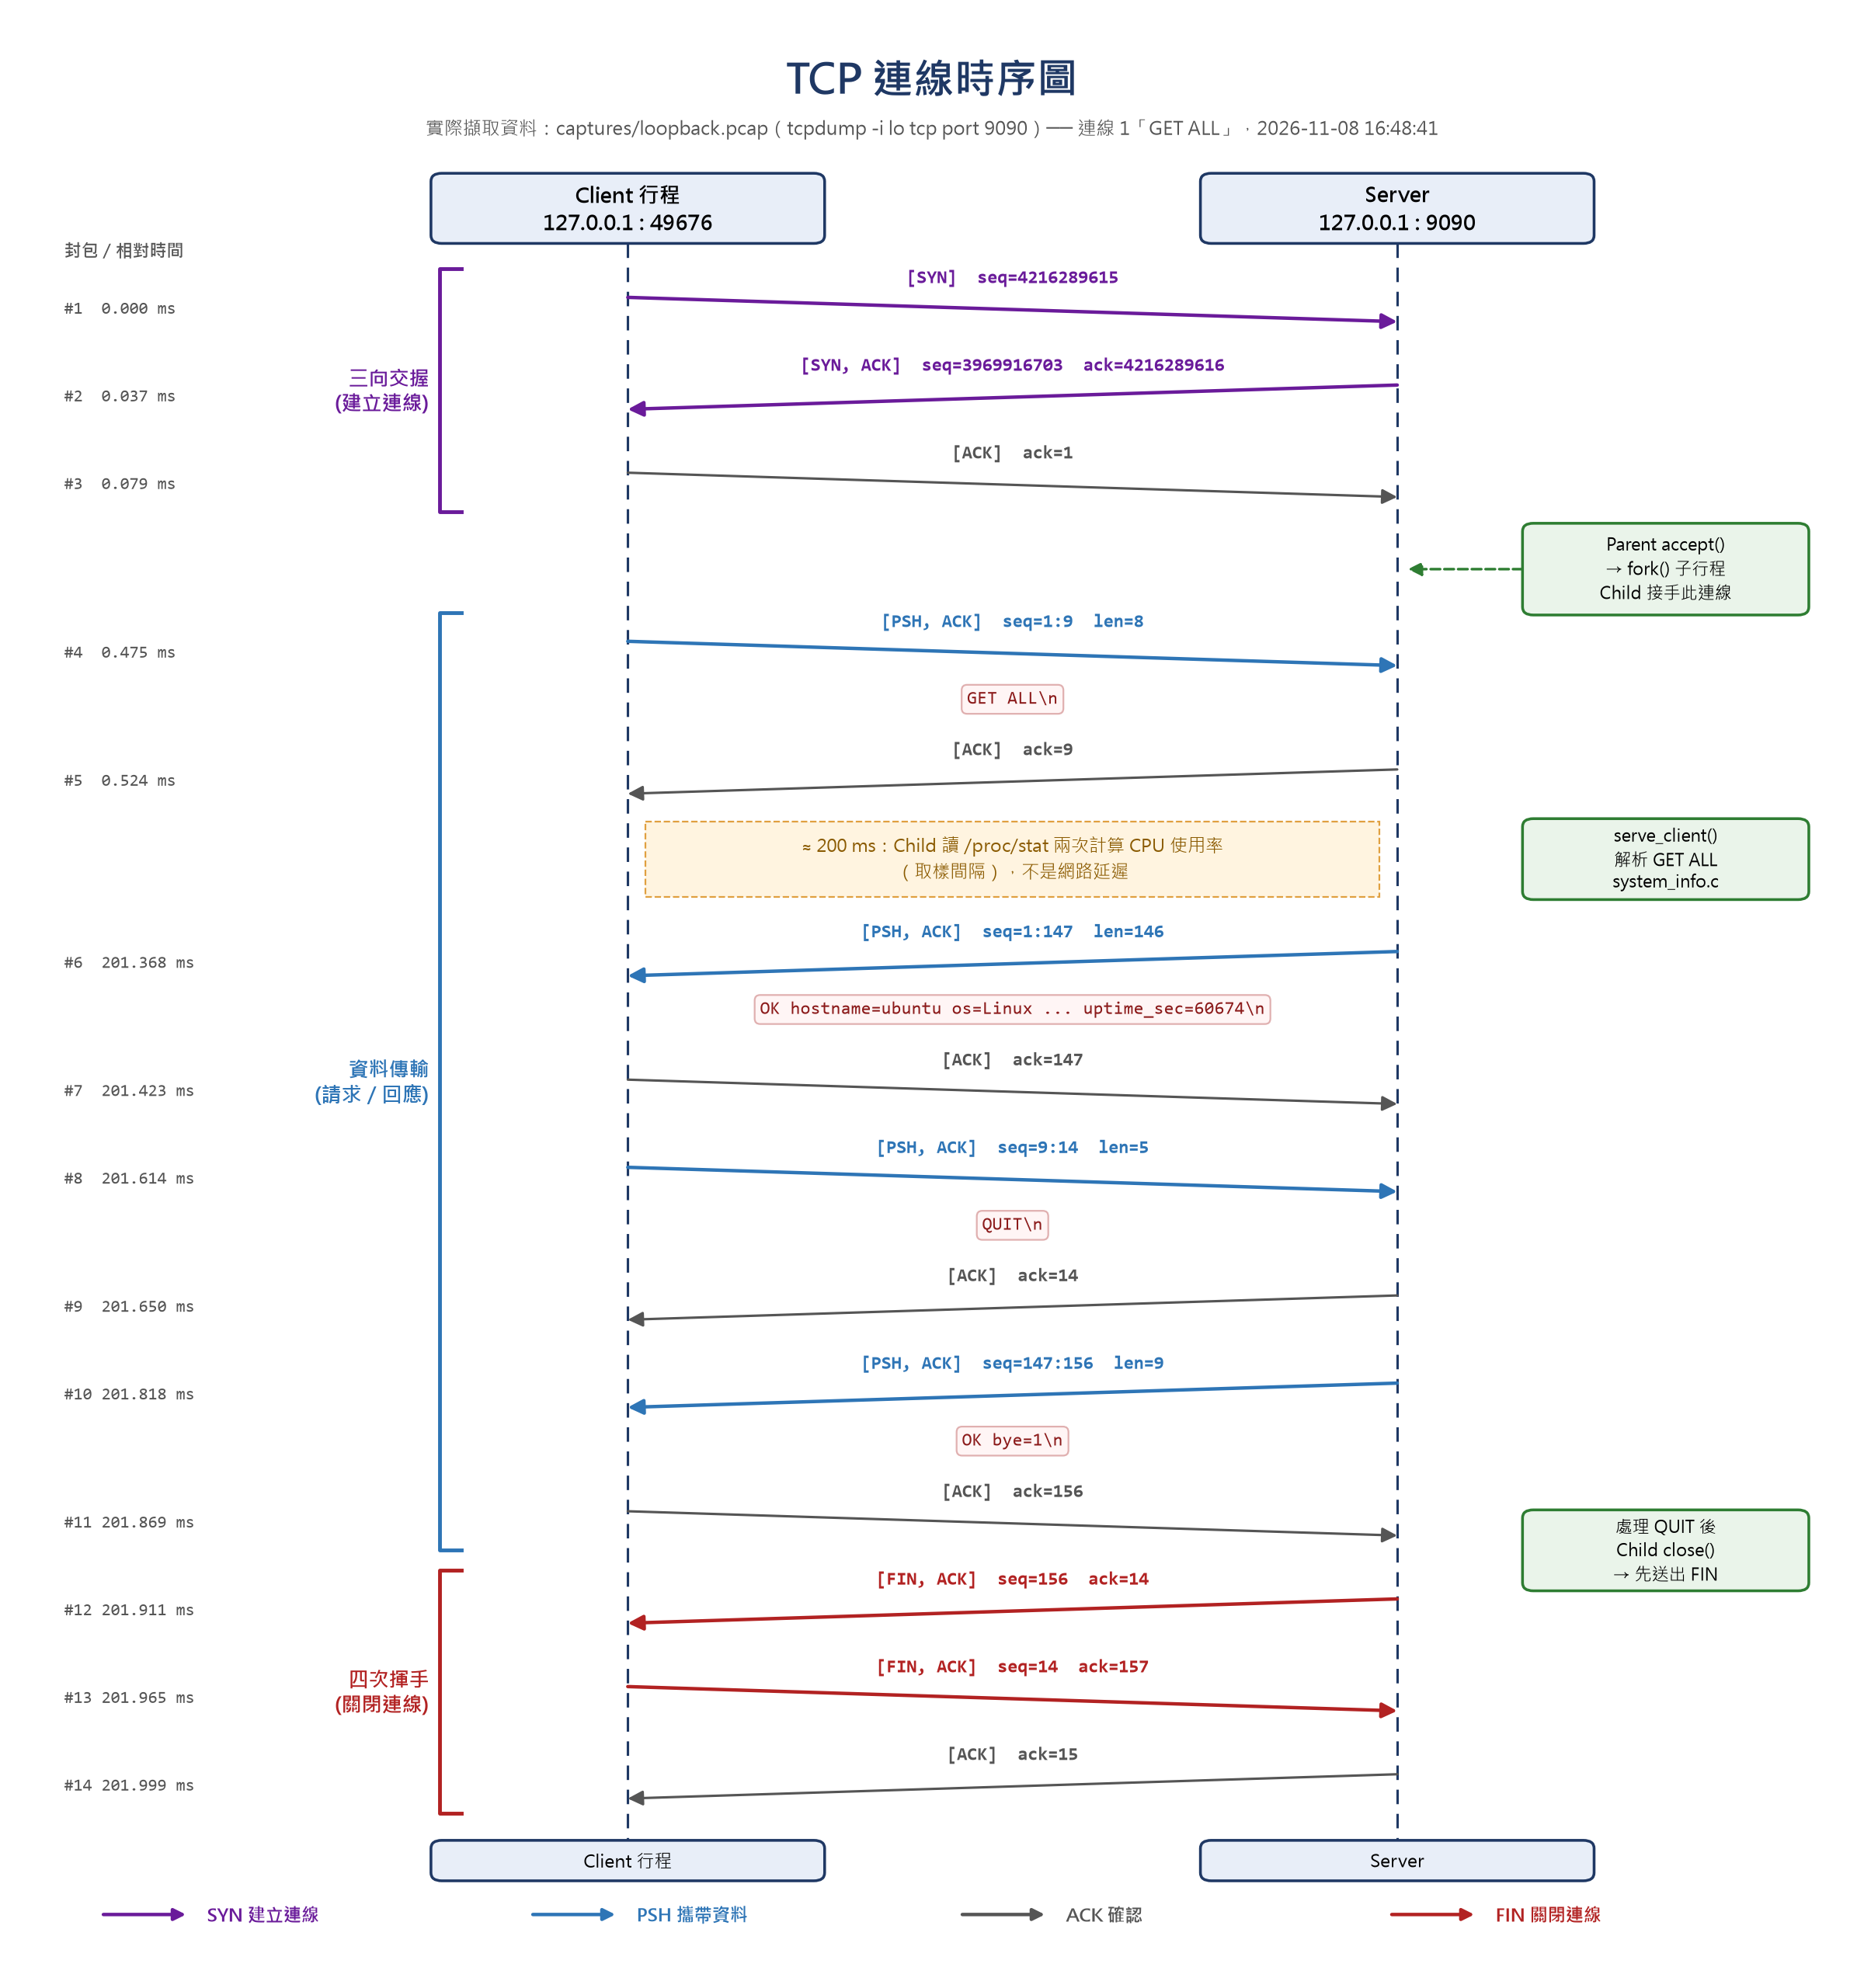 TCP 連線時序圖
實際擷取資料：captures/loopback.pcap（tcpdump -i lo tcp port 9090）── 連線 1「GET ALL」，2026-11-08 16:48:41
Client 行程
127.0.0.1 : 49676
Server
127.0.0.1 : 9090
封包 / 相對時間
[SYN] seq=4216289615
#1 0.000 ms
[SYN, ACK] seq=3969916703 ack=4216289616
#2 0.037 ms
三向交握
(建立連線)
[ACK] ack=1
#3 0.079 ms
Parent accept()
→ fork() 子行程
Child 接手此連線
[PSH, ACK] seq=1:9 len=8
#4 0.475 ms
GET ALL\n
[ACK] ack=9
#5 0.524 ms
≈ 200 ms：Child 讀 /proc/stat 兩次計算 CPU 使用率
（取樣間隔），不是網路延遲
serve_client()
解析 GET ALL
system_info.c
[PSH, ACK] seq=1:147 len=146
#6 201.368 ms
OK hostname=ubuntu os=Linux ... uptime_sec=60674\n
[ACK] ack=147
資料傳輸
(請求 / 回應)
#7 201.423 ms
[PSH, ACK] seq=9:14 len=5
#8 201.614 ms
QUIT\n
[ACK] ack=14
#9 201.650 ms
[PSH, ACK] seq=147:156 len=9
#10 201.818 ms
OK bye=1\n
[ACK] ack=156
#11 201.869 ms
處理 QUIT 後
Child close()
→ 先送出 FIN
[FIN, ACK] seq=156 ack=14
#12 201.911 ms
[FIN, ACK] seq=14 ack=157
#13 201.965 ms
四次揮手
(關閉連線)
[ACK] ack=15
#14 201.999 ms
Client 行程
Server
SYN 建立連線
PSH 攜帶資料
ACK 確認
FIN 關閉連線